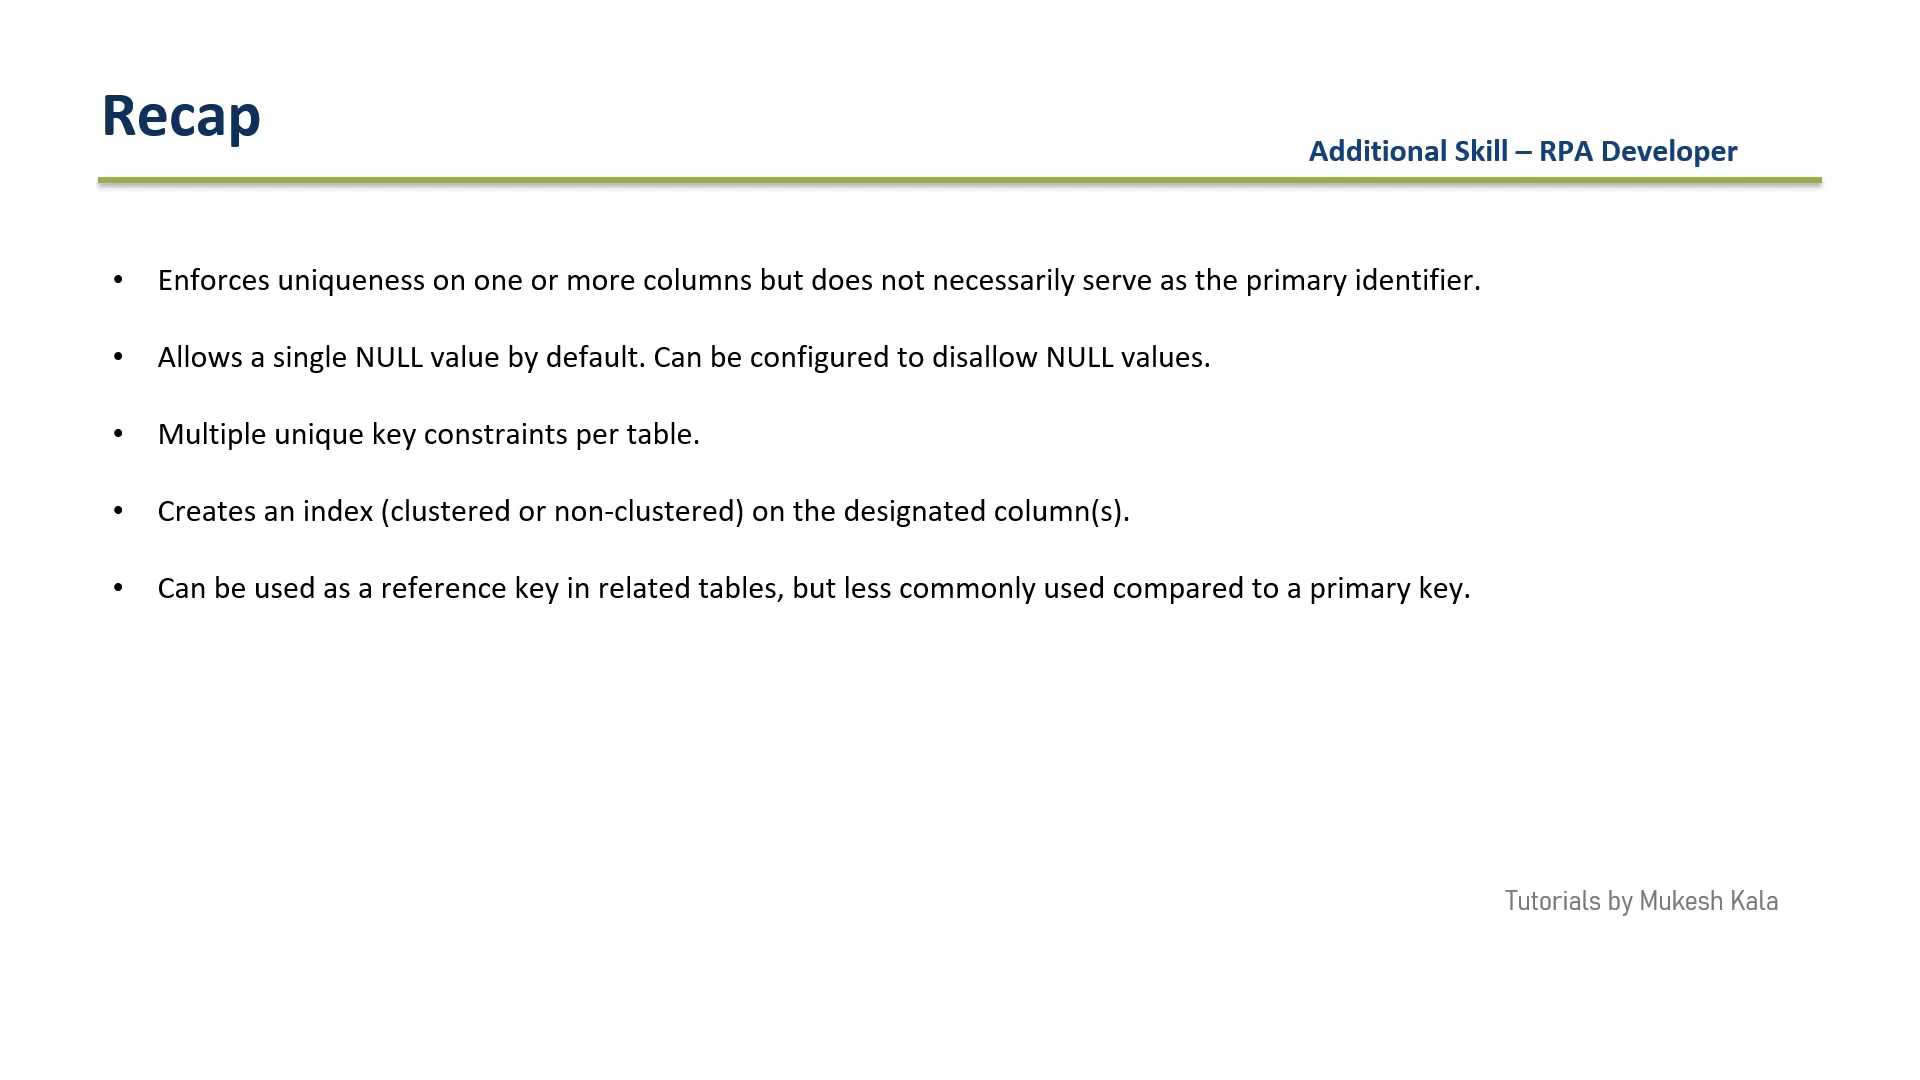 Recap
Additional Skill – RPA Developer
• Enforces uniqueness on one or more columns but does not necessarily serve as the primary identifier.
• Allows a single NULL value by default. Can be configured to disallow NULL values.
• Multiple unique key constraints per table.
• Creates an index (clustered or non-clustered) on the designated column(s).
• Can be used as a reference key in related tables, but less commonly used compared to a primary key.
Tutorials by Mukesh Kala